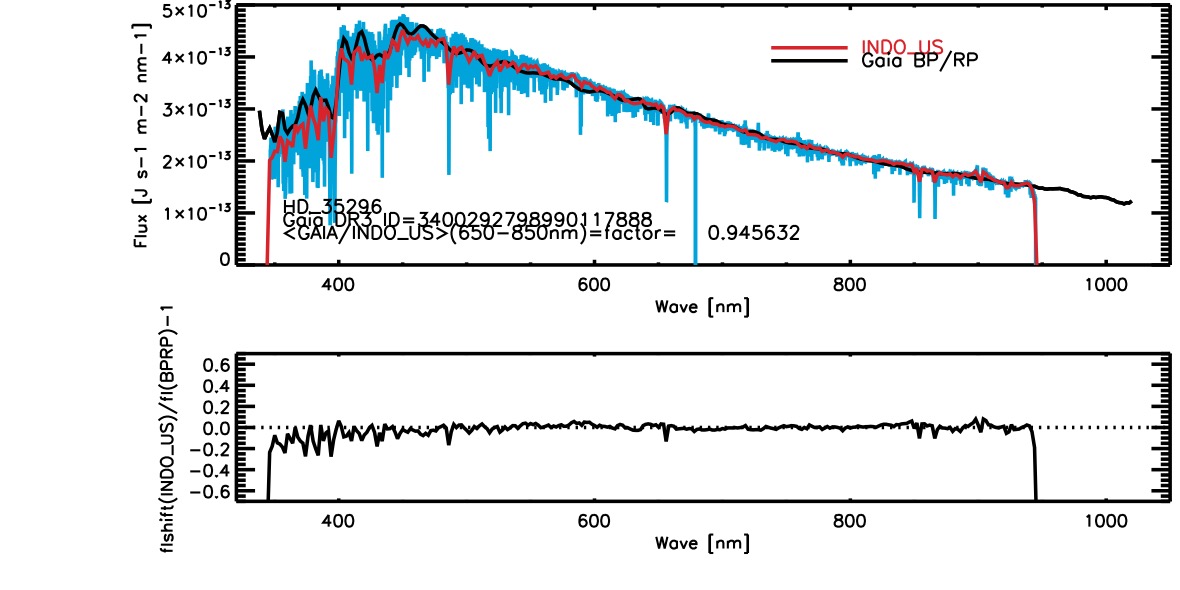 5×10−13
4×10−13
3×10−13
2×10−13
1×10−13
0
Flux [J s−1 m−2 nm−1]
INDO_US
Gaia BP/RP
HD_35296
Gaia DR3 ID=3400292798990117888
<GAIA/INDO_US>(650−850nm)=factor= 0.945632
400 600 800 1000
Wave [nm]
flshift(INDO_US)/fl(BPRP)−1
0.6
0.4
0.2
0.0
−0.2
−0.4
−0.6
400 600 800 1000
Wave [nm]